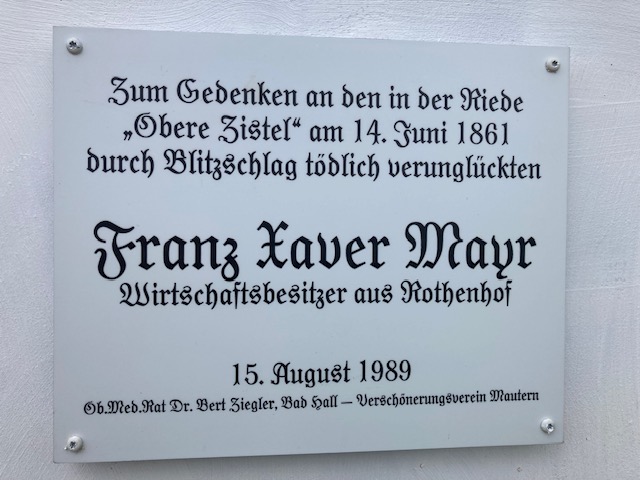 Zum Gedenken an den in der Riede
„Obere Zistel“ am 14. Juni 1861
durch Blitzschlag tödlich verunglückten
Franz Xaver Mayr
Wirtschaftsbesitzer aus Rothenhof
15. August 1989
Ob.Med.Rat Dr. Bert Ziegler, Bad Hall – Verschönerungsverein Mautern